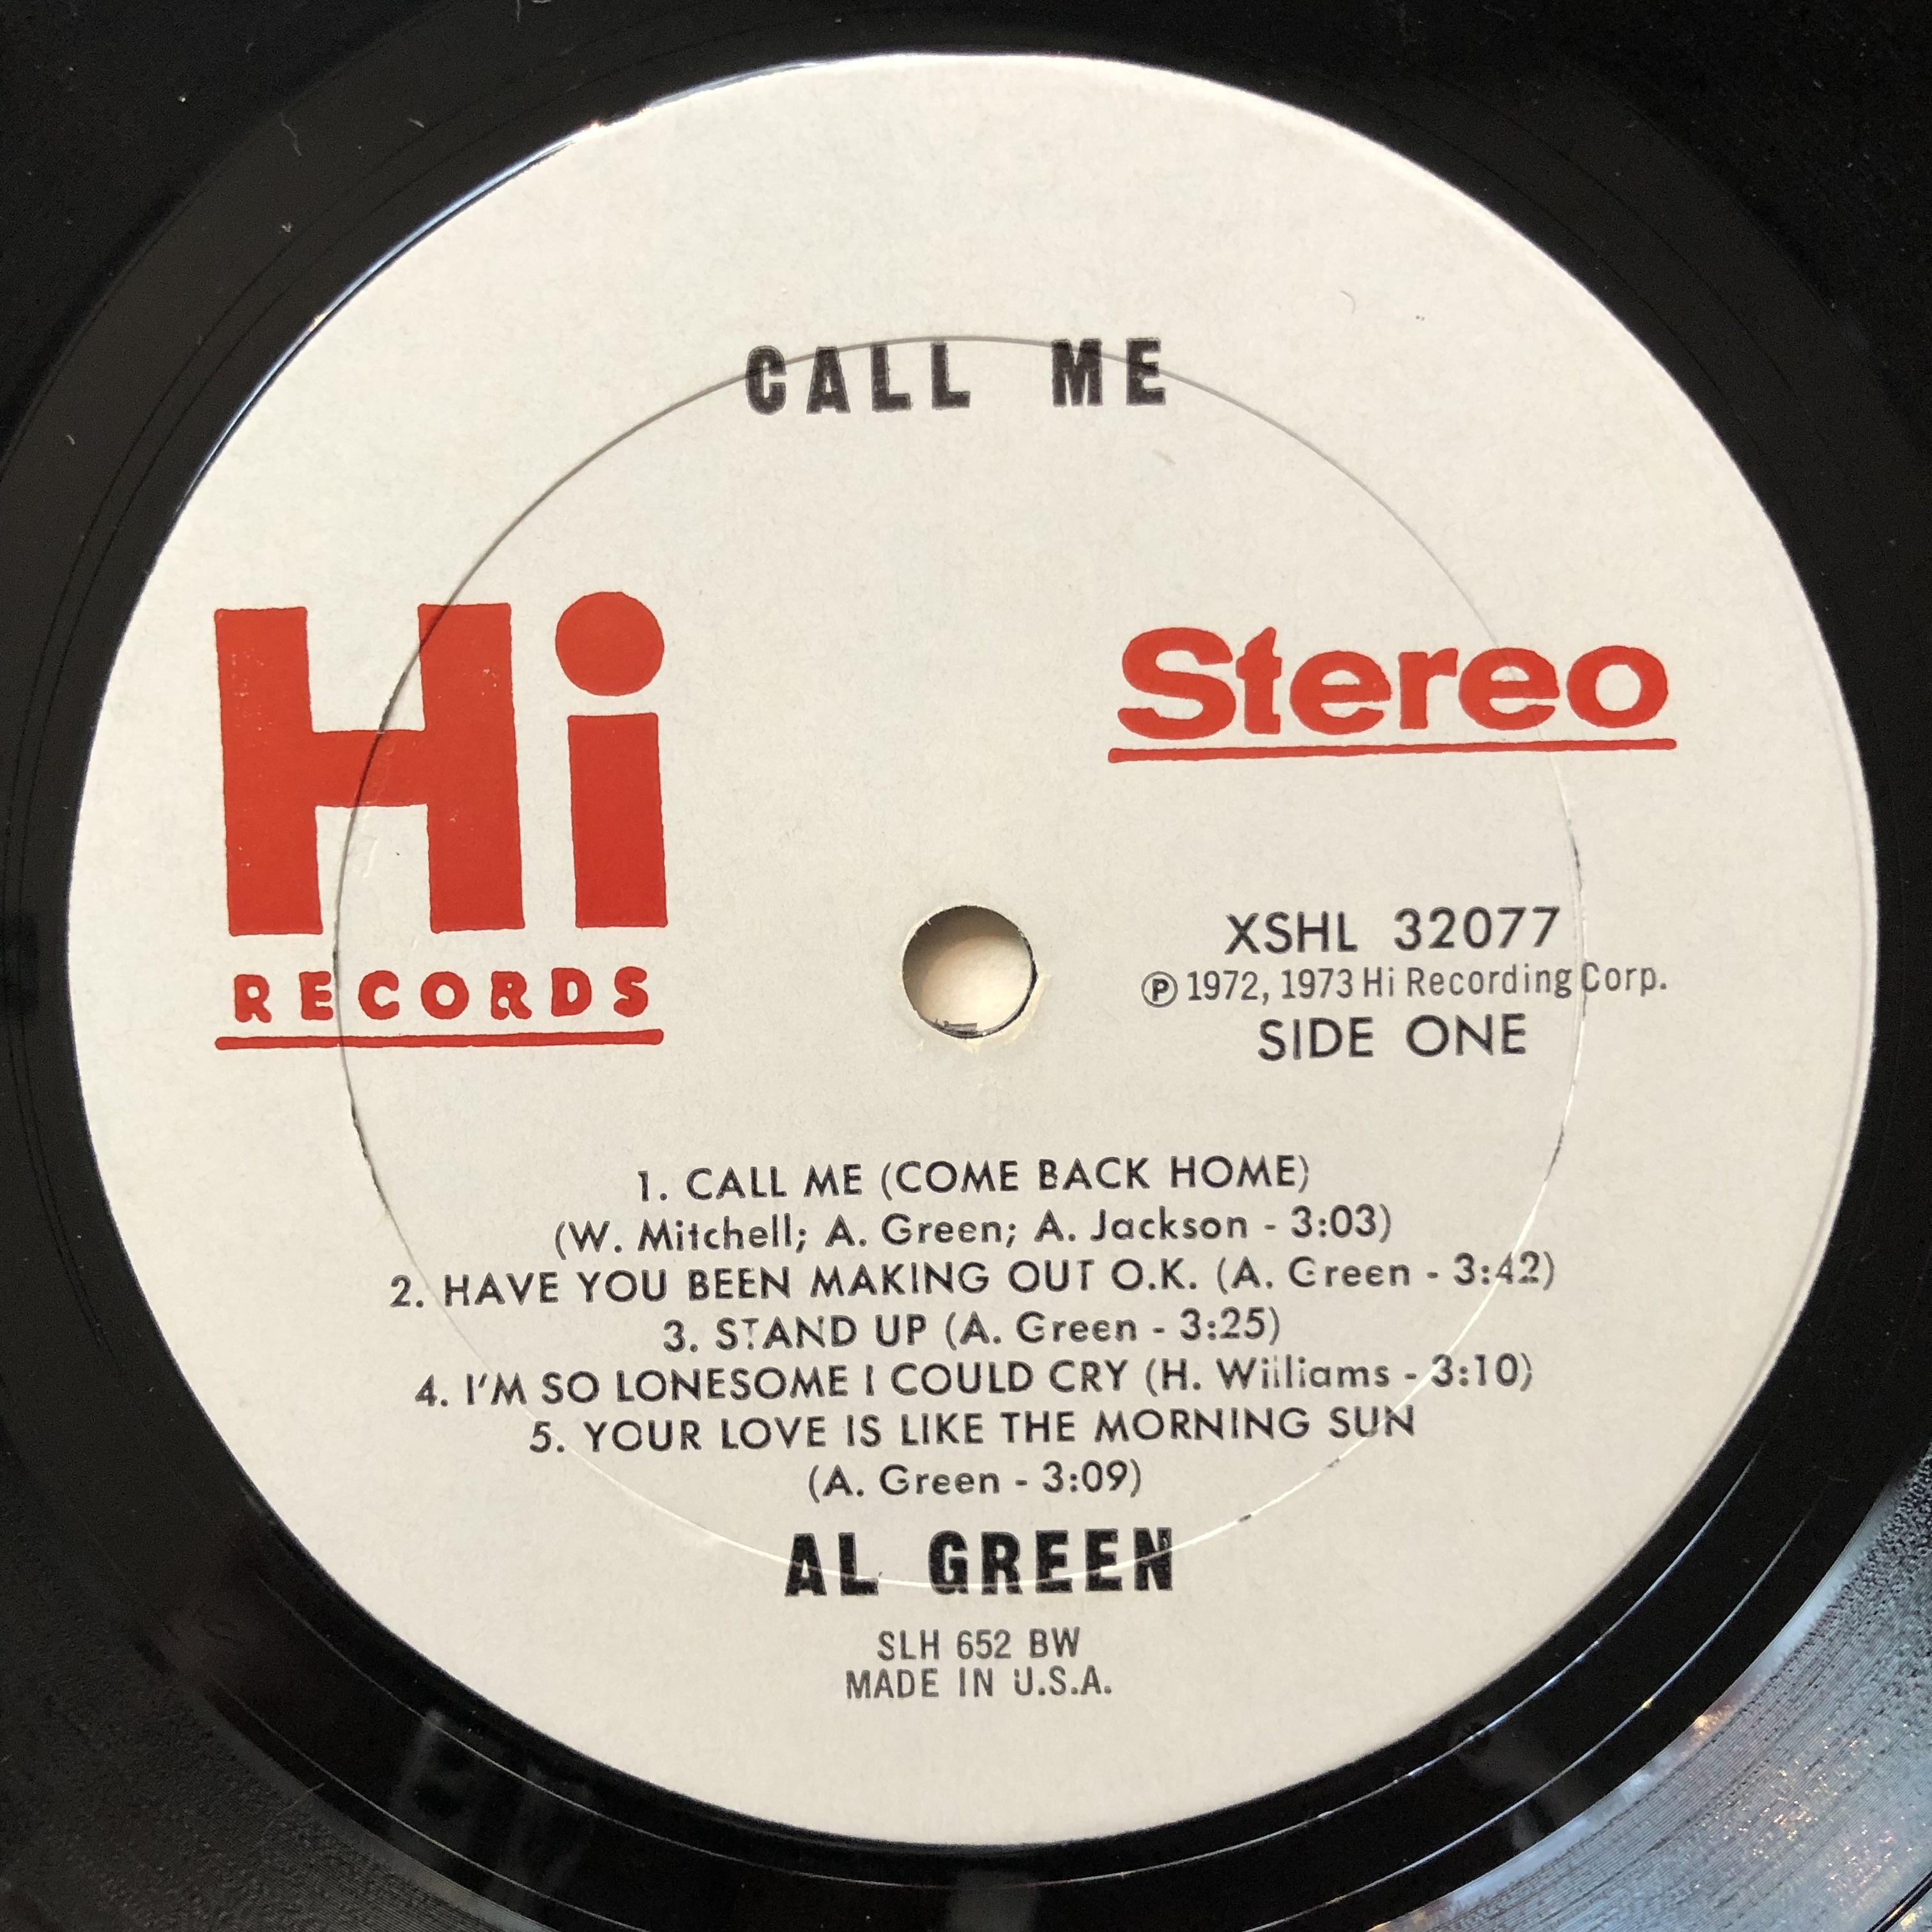 CALL ME
Hi
RECORDS
Stereo
XSHL 32077
℗ 1972, 1973 Hi Recording Corp.
SIDE ONE
1. CALL ME (COME BACK HOME)
(W. Mitchell; A. Green; A. Jackson - 3:03)
2. HAVE YOU BEEN MAKING OUT O.K. (A. Green - 3:42)
3. STAND UP (A. Green - 3:25)
4. I'M SO LONESOME I COULD CRY (H. Williams - 3:10)
5. YOUR LOVE IS LIKE THE MORNING SUN
(A. Green - 3:09)
AL GREEN
SLH 652 BW
MADE IN U.S.A.